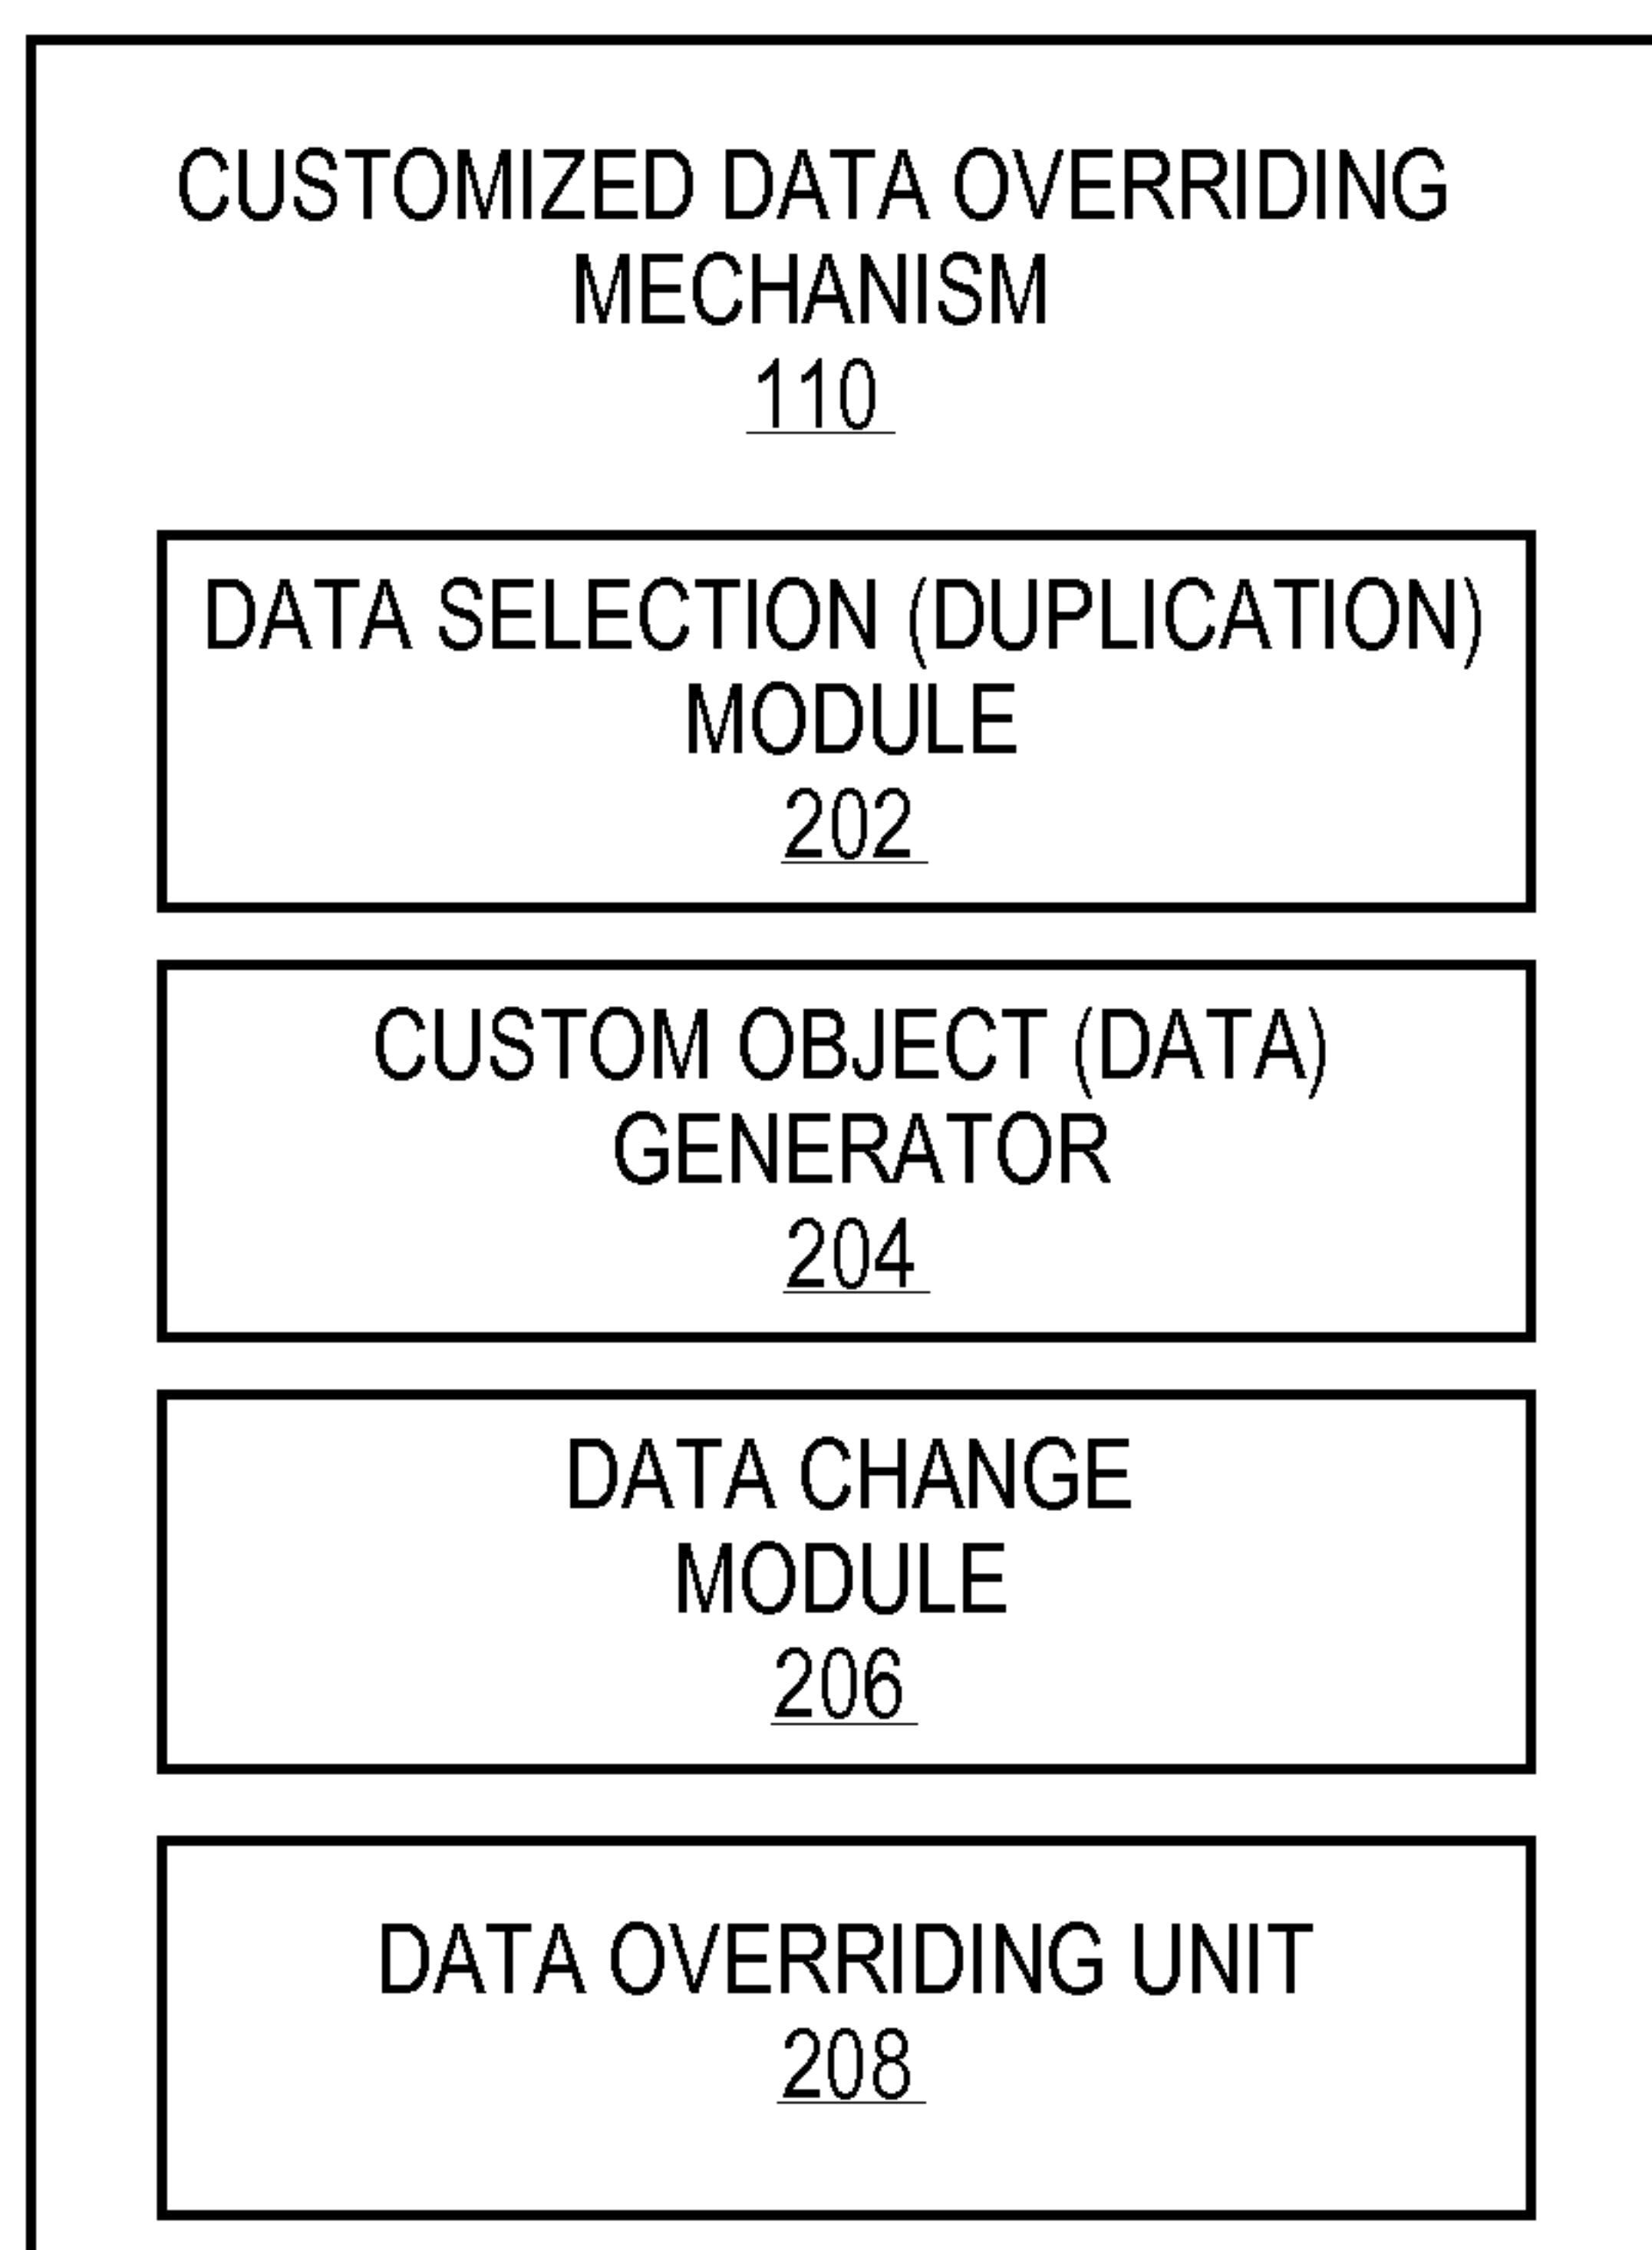 CUSTOMIZED DATA OVERRIDING
MECHANISM
110
DATA SELECTION (DUPLICATION)
MODULE
202
CUSTOM OBJECT (DATA)
GENERATOR
204
DATA CHANGE
MODULE
206
DATA OVERRIDING UNIT
208